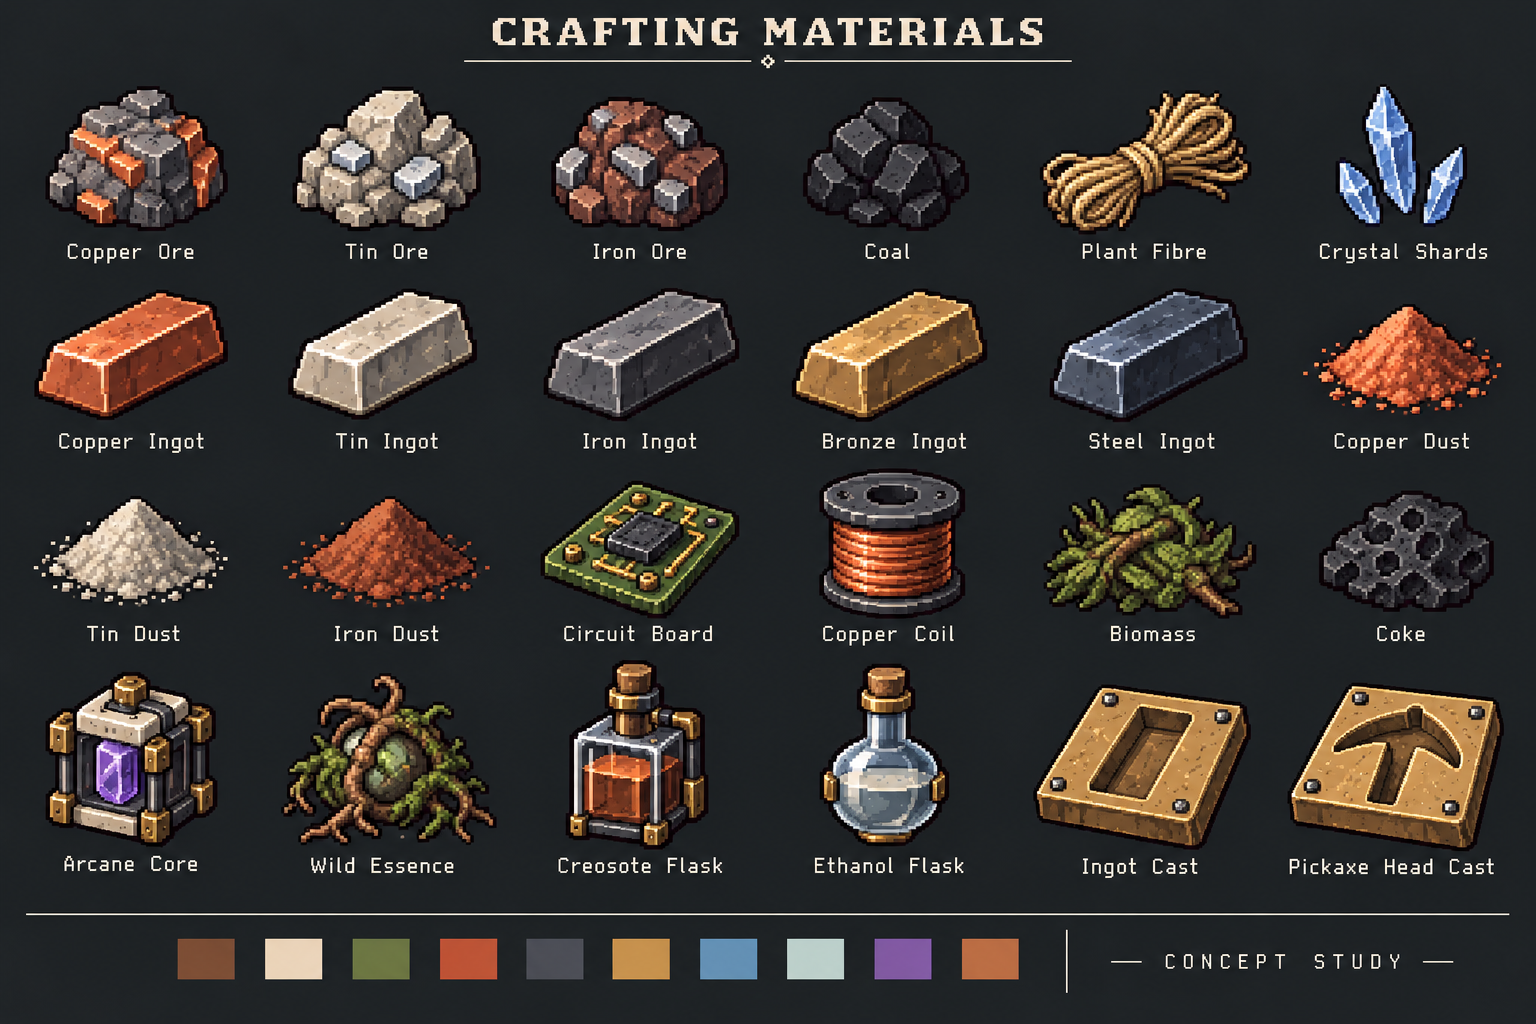 CRAFTING MATERIALS
Copper Ore
Tin Ore
Iron Ore
Coal
Plant Fibre
Crystal Shards
Copper Ingot
Tin Ingot
Iron Ingot
Bronze Ingot
Steel Ingot
Copper Dust
Tin Dust
Iron Dust
Circuit Board
Copper Coil
Biomass
Coke
Arcane Core
Wild Essence
Creosote Flask
Ethanol Flask
Ingot Cast
Pickaxe Head Cast
CONCEPT STUDY